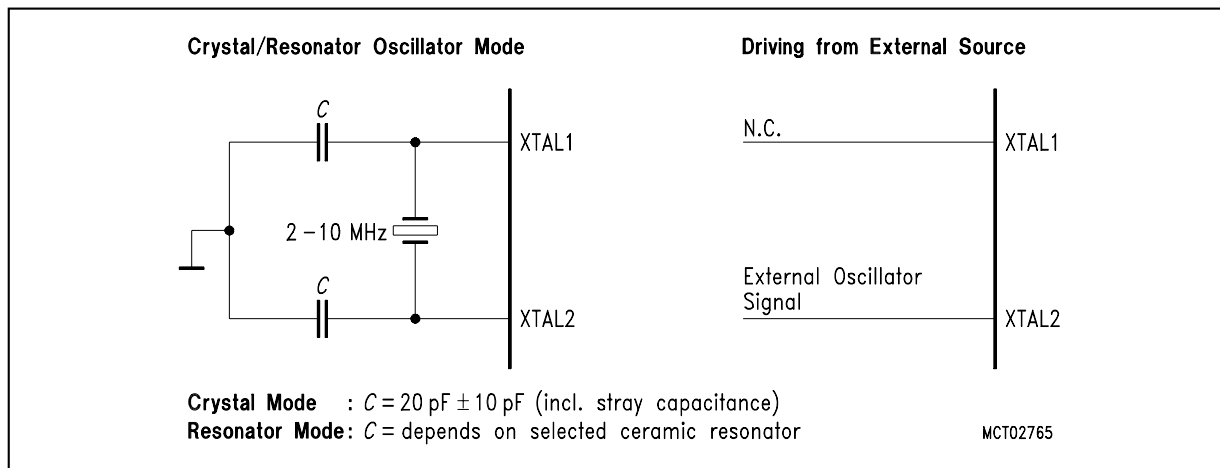 Crystal/Resonator Oscillator Mode
Driving from External Source
C
XTAL1
N.C.
XTAL1
2–10 MHz
C
XTAL2
External Oscillator
Signal
XTAL2
Crystal Mode : C = 20 pF ± 10 pF (incl. stray capacitance)
Resonator Mode: C = depends on selected ceramic resonator
MCT02765